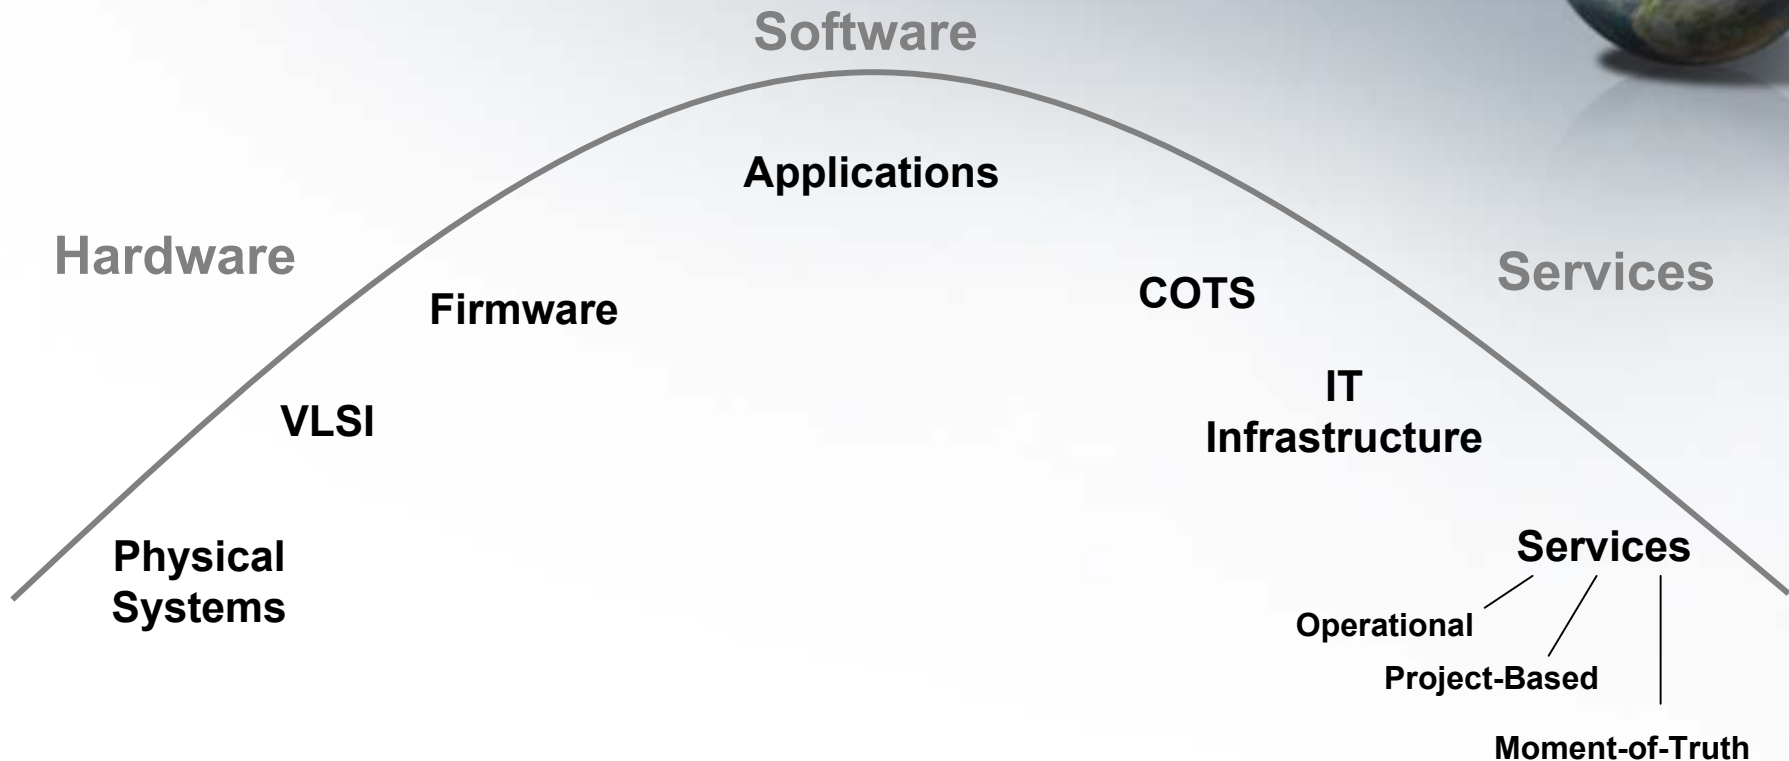 Software
Applications
Hardware
Services
COTS
Firmware
IT
Infrastructure
VLSI
Physical
Systems
Services
Operational
Project-Based
Moment-of-Truth